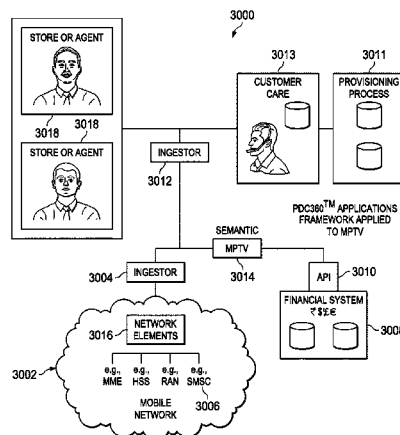 3000
STORE OR AGENT
3018
3018
STORE OR AGENT
3013
CUSTOMER
CARE
3011
PROVISIONING
PROCESS
INGESTOR
3012
PDC360™ APPLICATIONS
FRAMEWORK APPLIED
TO MPTV
SEMANTIC
MPTV
3014
3004
INGESTOR
API
3010
FINANCIAL SYSTEM
₹ $ £ €
3008
3016
NETWORK
ELEMENTS
3002
e.g.,
MME
e.g.,
HSS
e.g.,
RAN
e.g.,
SMSC
3006
MOBILE
NETWORK